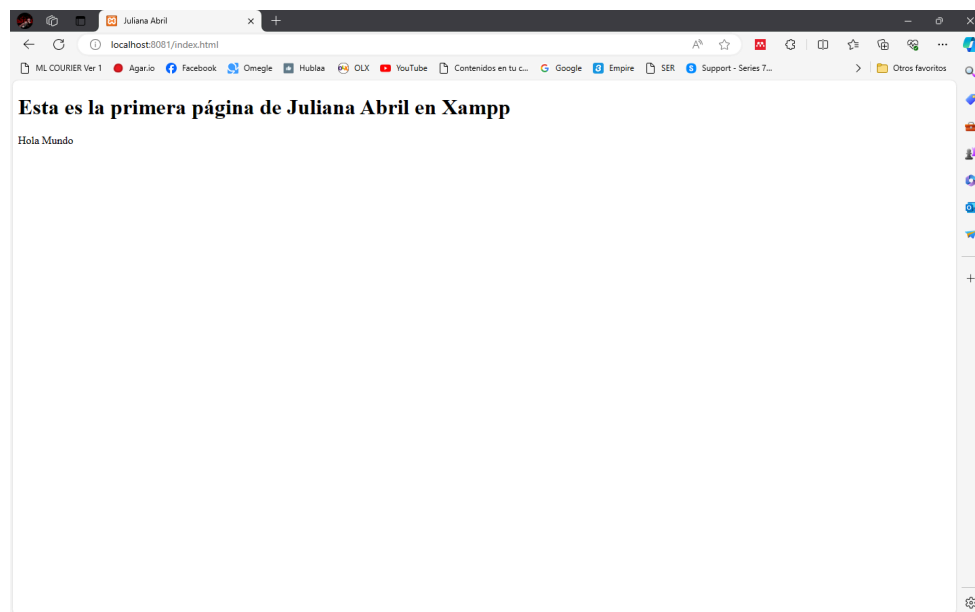 Juliana Abril
localhost:8081/index.html
ML COURIER Ver 1 Agar.io Facebook Omegle Hublaa OLX YouTube Contenidos en tu c... Google Empire SER Support - Series 7... Otros favoritos
Esta es la primera página de Juliana Abril en Xampp
Hola Mundo